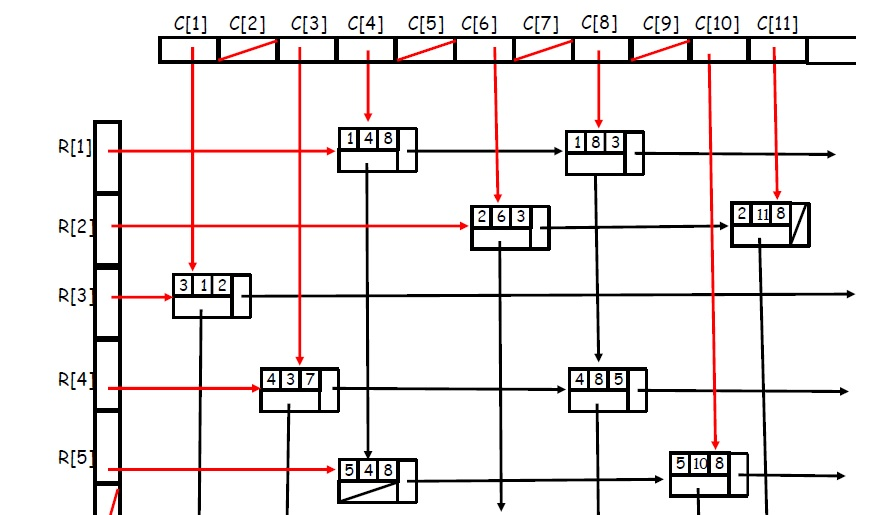 C[1] C[2] C[3] C[4] C[5] C[6] C[7] C[8] C[9] C[10] C[11]
R[1] 1 4 8 1 8 3
R[2] 2 6 3 2 11 8
R[3] 3 1 2
R[4] 4 3 7 4 8 5
R[5] 5 4 8 5 10 8